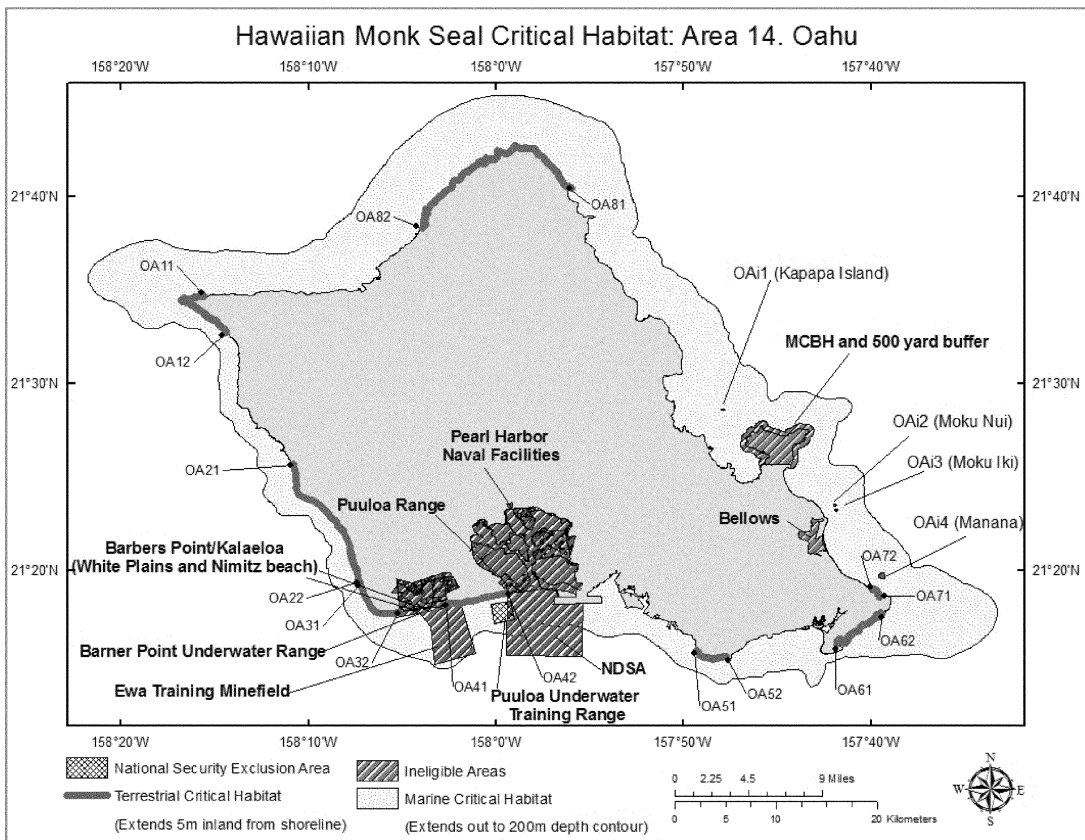 Hawaiian Monk Seal Critical Habitat: Area 14. Oahu
158°20'W 158°10'W 158°0'W 157°50'W 157°40'W
21°40'N 21°40'N
OA82 OA81
OA11
OAi1 (Kapapa Island)
OA12
MCBH and 500 yard buffer
21°30'N 21°30'N
OAi2 (Moku Nui)
Pearl Harbor
Naval Facilities
OA21
OAi3 (Moku Iki)
Puuloa Range
OAi4 (Manana)
Bellows
Barbers Point/Kalaeloa
(White Plains and Nimitz beach)
OA72
21°20'N 21°20'N
OA22
OA71
OA31
OA62
Barner Point Underwater Range
OA32
NDSA
OA41 OA42
OA52 OA61
Ewa Training Minefield
Puuloa Underwater
Training Range
OA51
158°20'W 158°10'W 158°0'W 157°50'W 157°40'W
National Security Exclusion Area
Ineligible Areas
Terrestrial Critical Habitat
(Extends 5m inland from shoreline)
Marine Critical Habitat
(Extends out to 200m depth contour)
0 2.25 4.5 9 Miles
0 5 10 20 Kilometers
N
W E
S